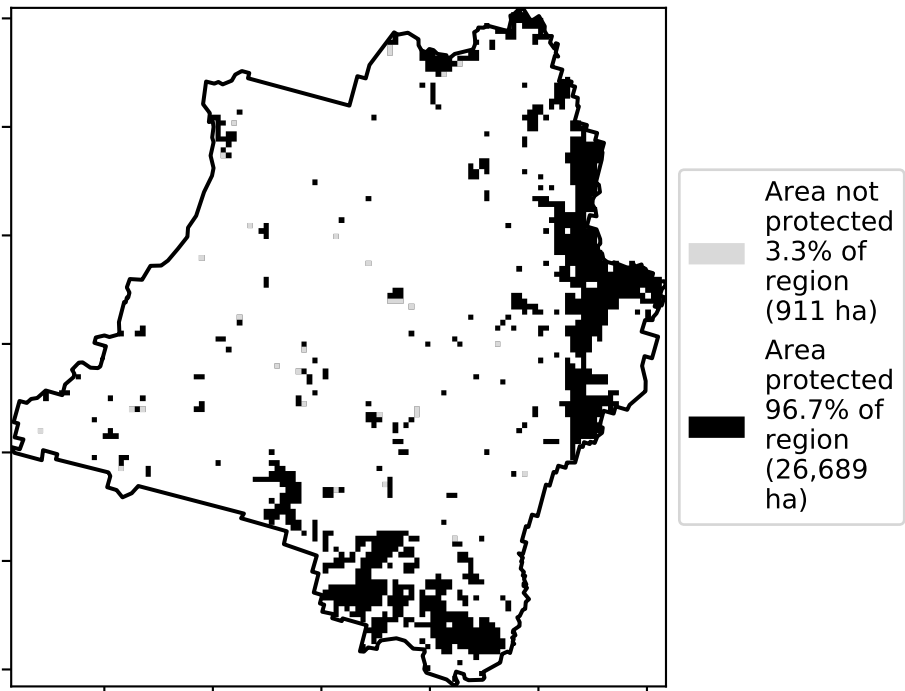 Area not
protected
3.3% of
region
(911 ha)
Area
protected
96.7% of
region
(26,689
ha)